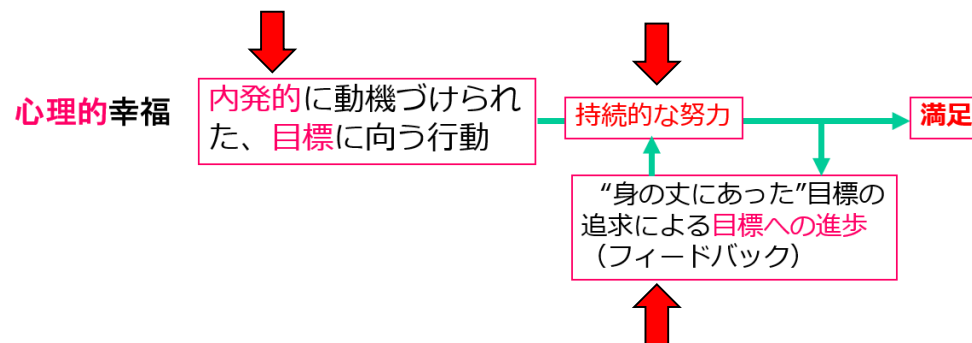 心理的幸福
内発的に動機づけられ
た、目標に向う行動
持続的な努力
満足
“身の丈にあった”目標の
追求による目標への進歩
（フィードバック）